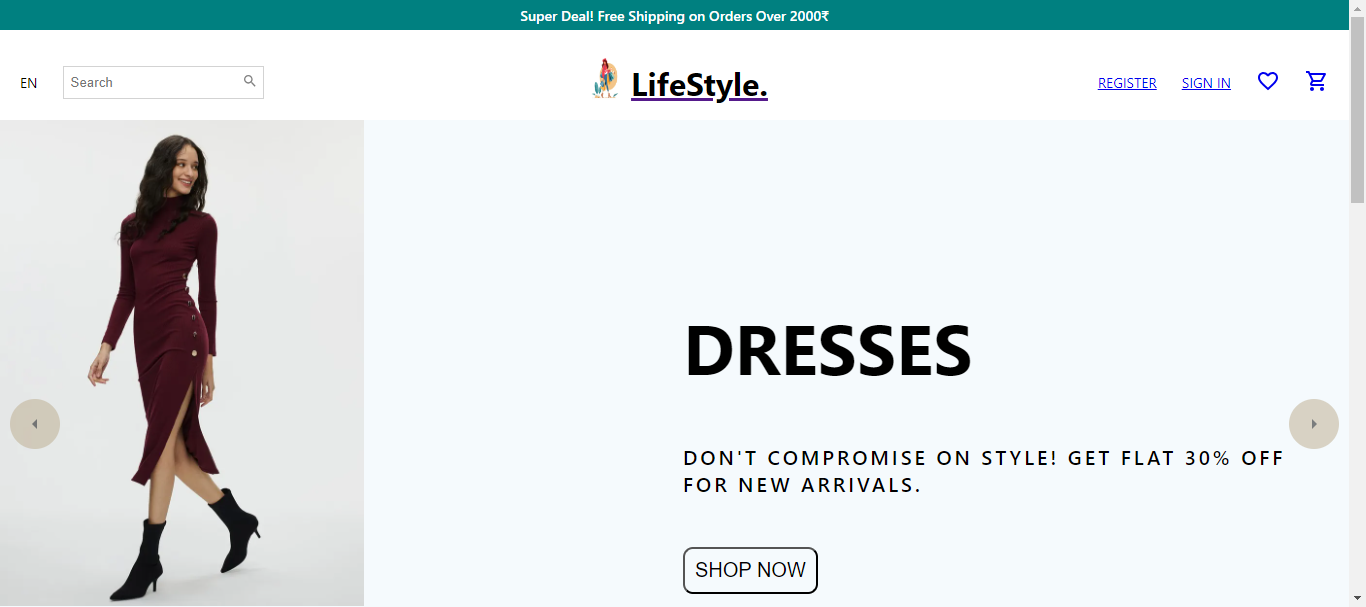 Super Deal! Free Shipping on Orders Over 2000₹
EN
Search
LifeStyle.
REGISTER
SIGN IN
DRESSES
DON'T COMPROMISE ON STYLE! GET FLAT 30% OFF
FOR NEW ARRIVALS.
SHOP NOW